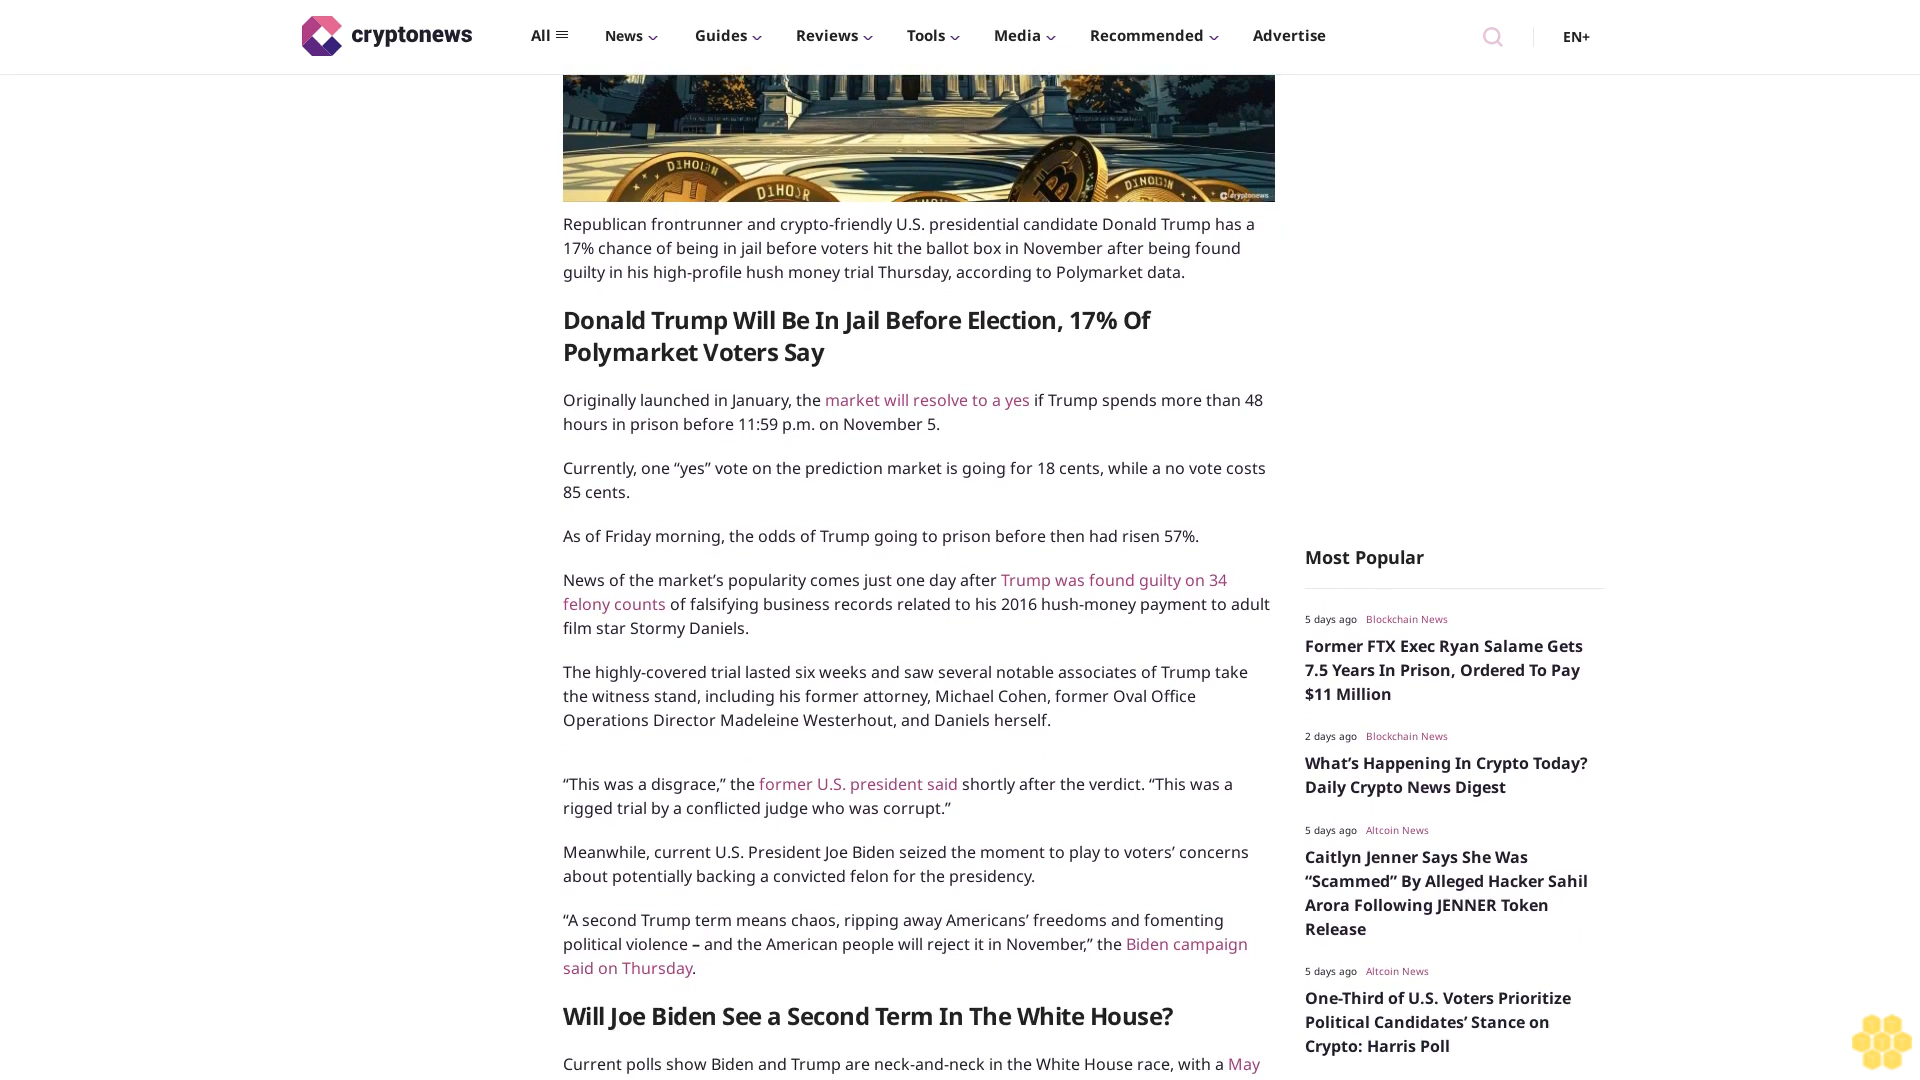 cryptonews
All
News
Guides
Reviews
Tools
Media
Recommended
Advertise
EN+
D1HOLIN
D1HOIR
DINOLIN
cryptonews
Republican frontrunner and crypto-friendly U.S. presidential candidate Donald Trump has a
17% chance of being in jail before voters hit the ballot box in November after being found
guilty in his high-profile hush money trial Thursday, according to Polymarket data.
Donald Trump Will Be In Jail Before Election, 17% Of
Polymarket Voters Say
Originally launched in January, the market will resolve to a yes if Trump spends more than 48
hours in prison before 11:59 p.m. on November 5.
Currently, one “yes” vote on the prediction market is going for 18 cents, while a no vote costs
85 cents.
As of Friday morning, the odds of Trump going to prison before then had risen 57%.
News of the market’s popularity comes just one day after Trump was found guilty on 34
felony counts of falsifying business records related to his 2016 hush-money payment to adult
film star Stormy Daniels.
The highly-covered trial lasted six weeks and saw several notable associates of Trump take
the witness stand, including his former attorney, Michael Cohen, former Oval Office
Operations Director Madeleine Westerhout, and Daniels herself.
“This was a disgrace,” the former U.S. president said shortly after the verdict. “This was a
rigged trial by a conflicted judge who was corrupt.”
Meanwhile, current U.S. President Joe Biden seized the moment to play to voters’ concerns
about potentially backing a convicted felon for the presidency.
“A second Trump term means chaos, ripping away Americans’ freedoms and fomenting
political violence – and the American people will reject it in November,” the Biden campaign
said on Thursday.
Will Joe Biden See a Second Term In The White House?
Current polls show Biden and Trump are neck-and-neck in the White House race, with a May
Most Popular
5 days ago Blockchain News
Former FTX Exec Ryan Salame Gets
7.5 Years In Prison, Ordered To Pay
$11 Million
2 days ago Blockchain News
What’s Happening In Crypto Today?
Daily Crypto News Digest
5 days ago Altcoin News
Caitlyn Jenner Says She Was
“Scammed” By Alleged Hacker Sahil
Arora Following JENNER Token
Release
5 days ago Altcoin News
One-Third of U.S. Voters Prioritize
Political Candidates’ Stance on
Crypto: Harris Poll